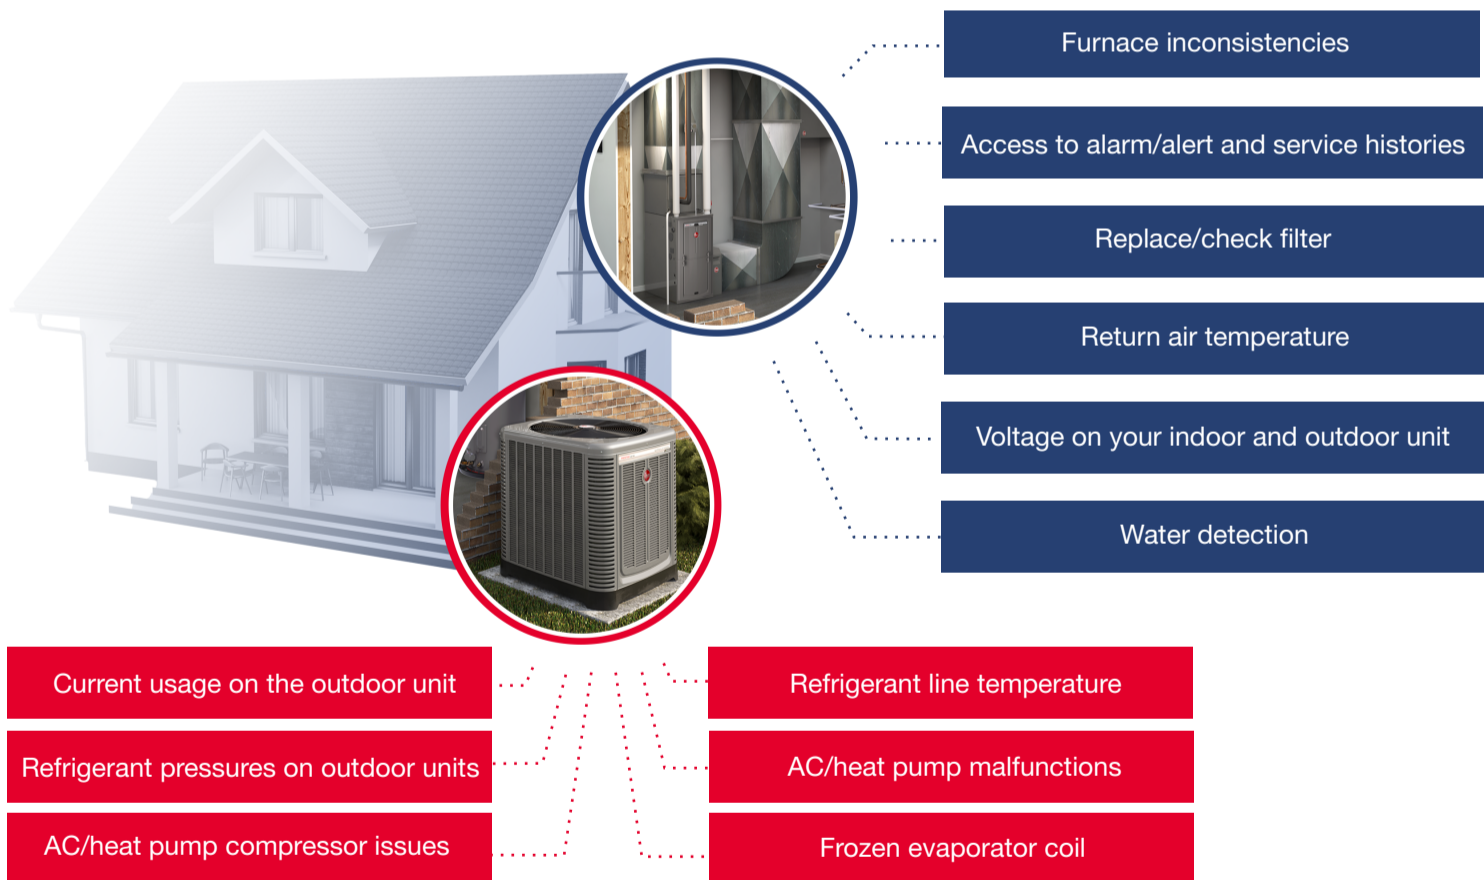 Furnace inconsistencies
Access to alarm/alert and service histories
Replace/check filter
Return air temperature
Voltage on your indoor and outdoor unit
Water detection
Current usage on the outdoor unit
Refrigerant line temperature
Refrigerant pressures on outdoor units
AC/heat pump malfunctions
AC/heat pump compressor issues
Frozen evaporator coil